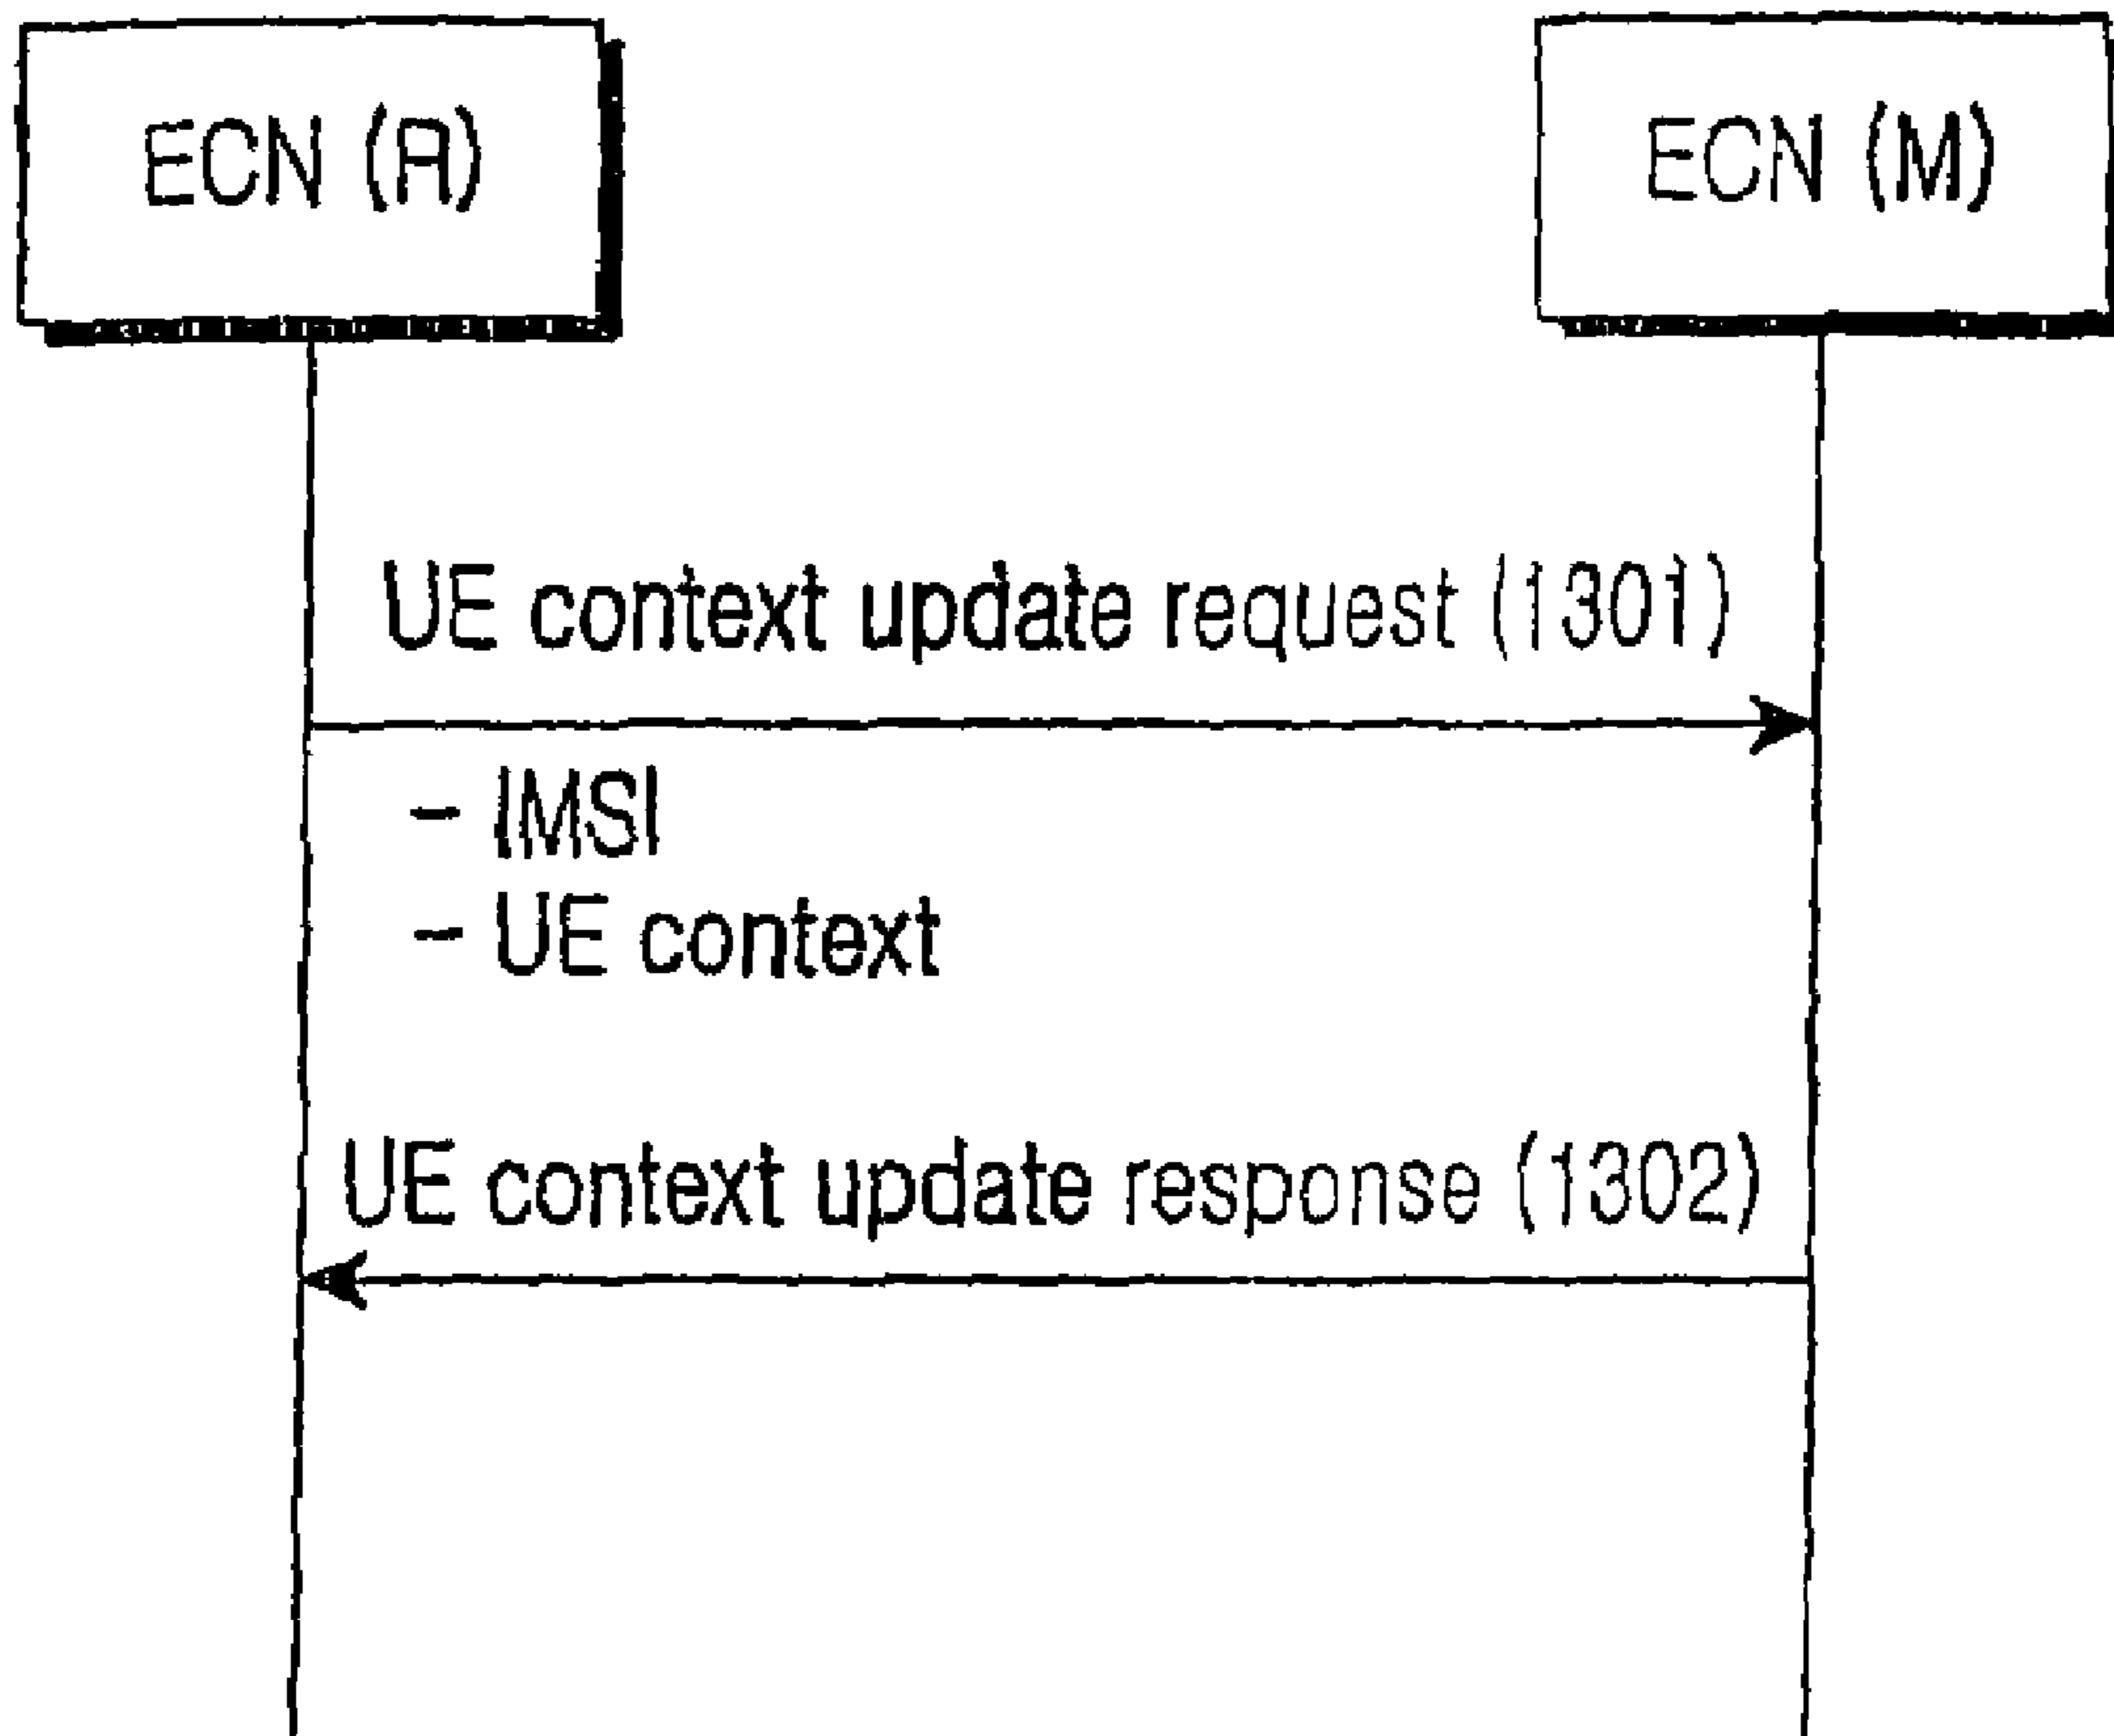 ECN (A)
ECN (M)
UE context update request (1301)
- IMSI
- UE context
UE context update response (1302)